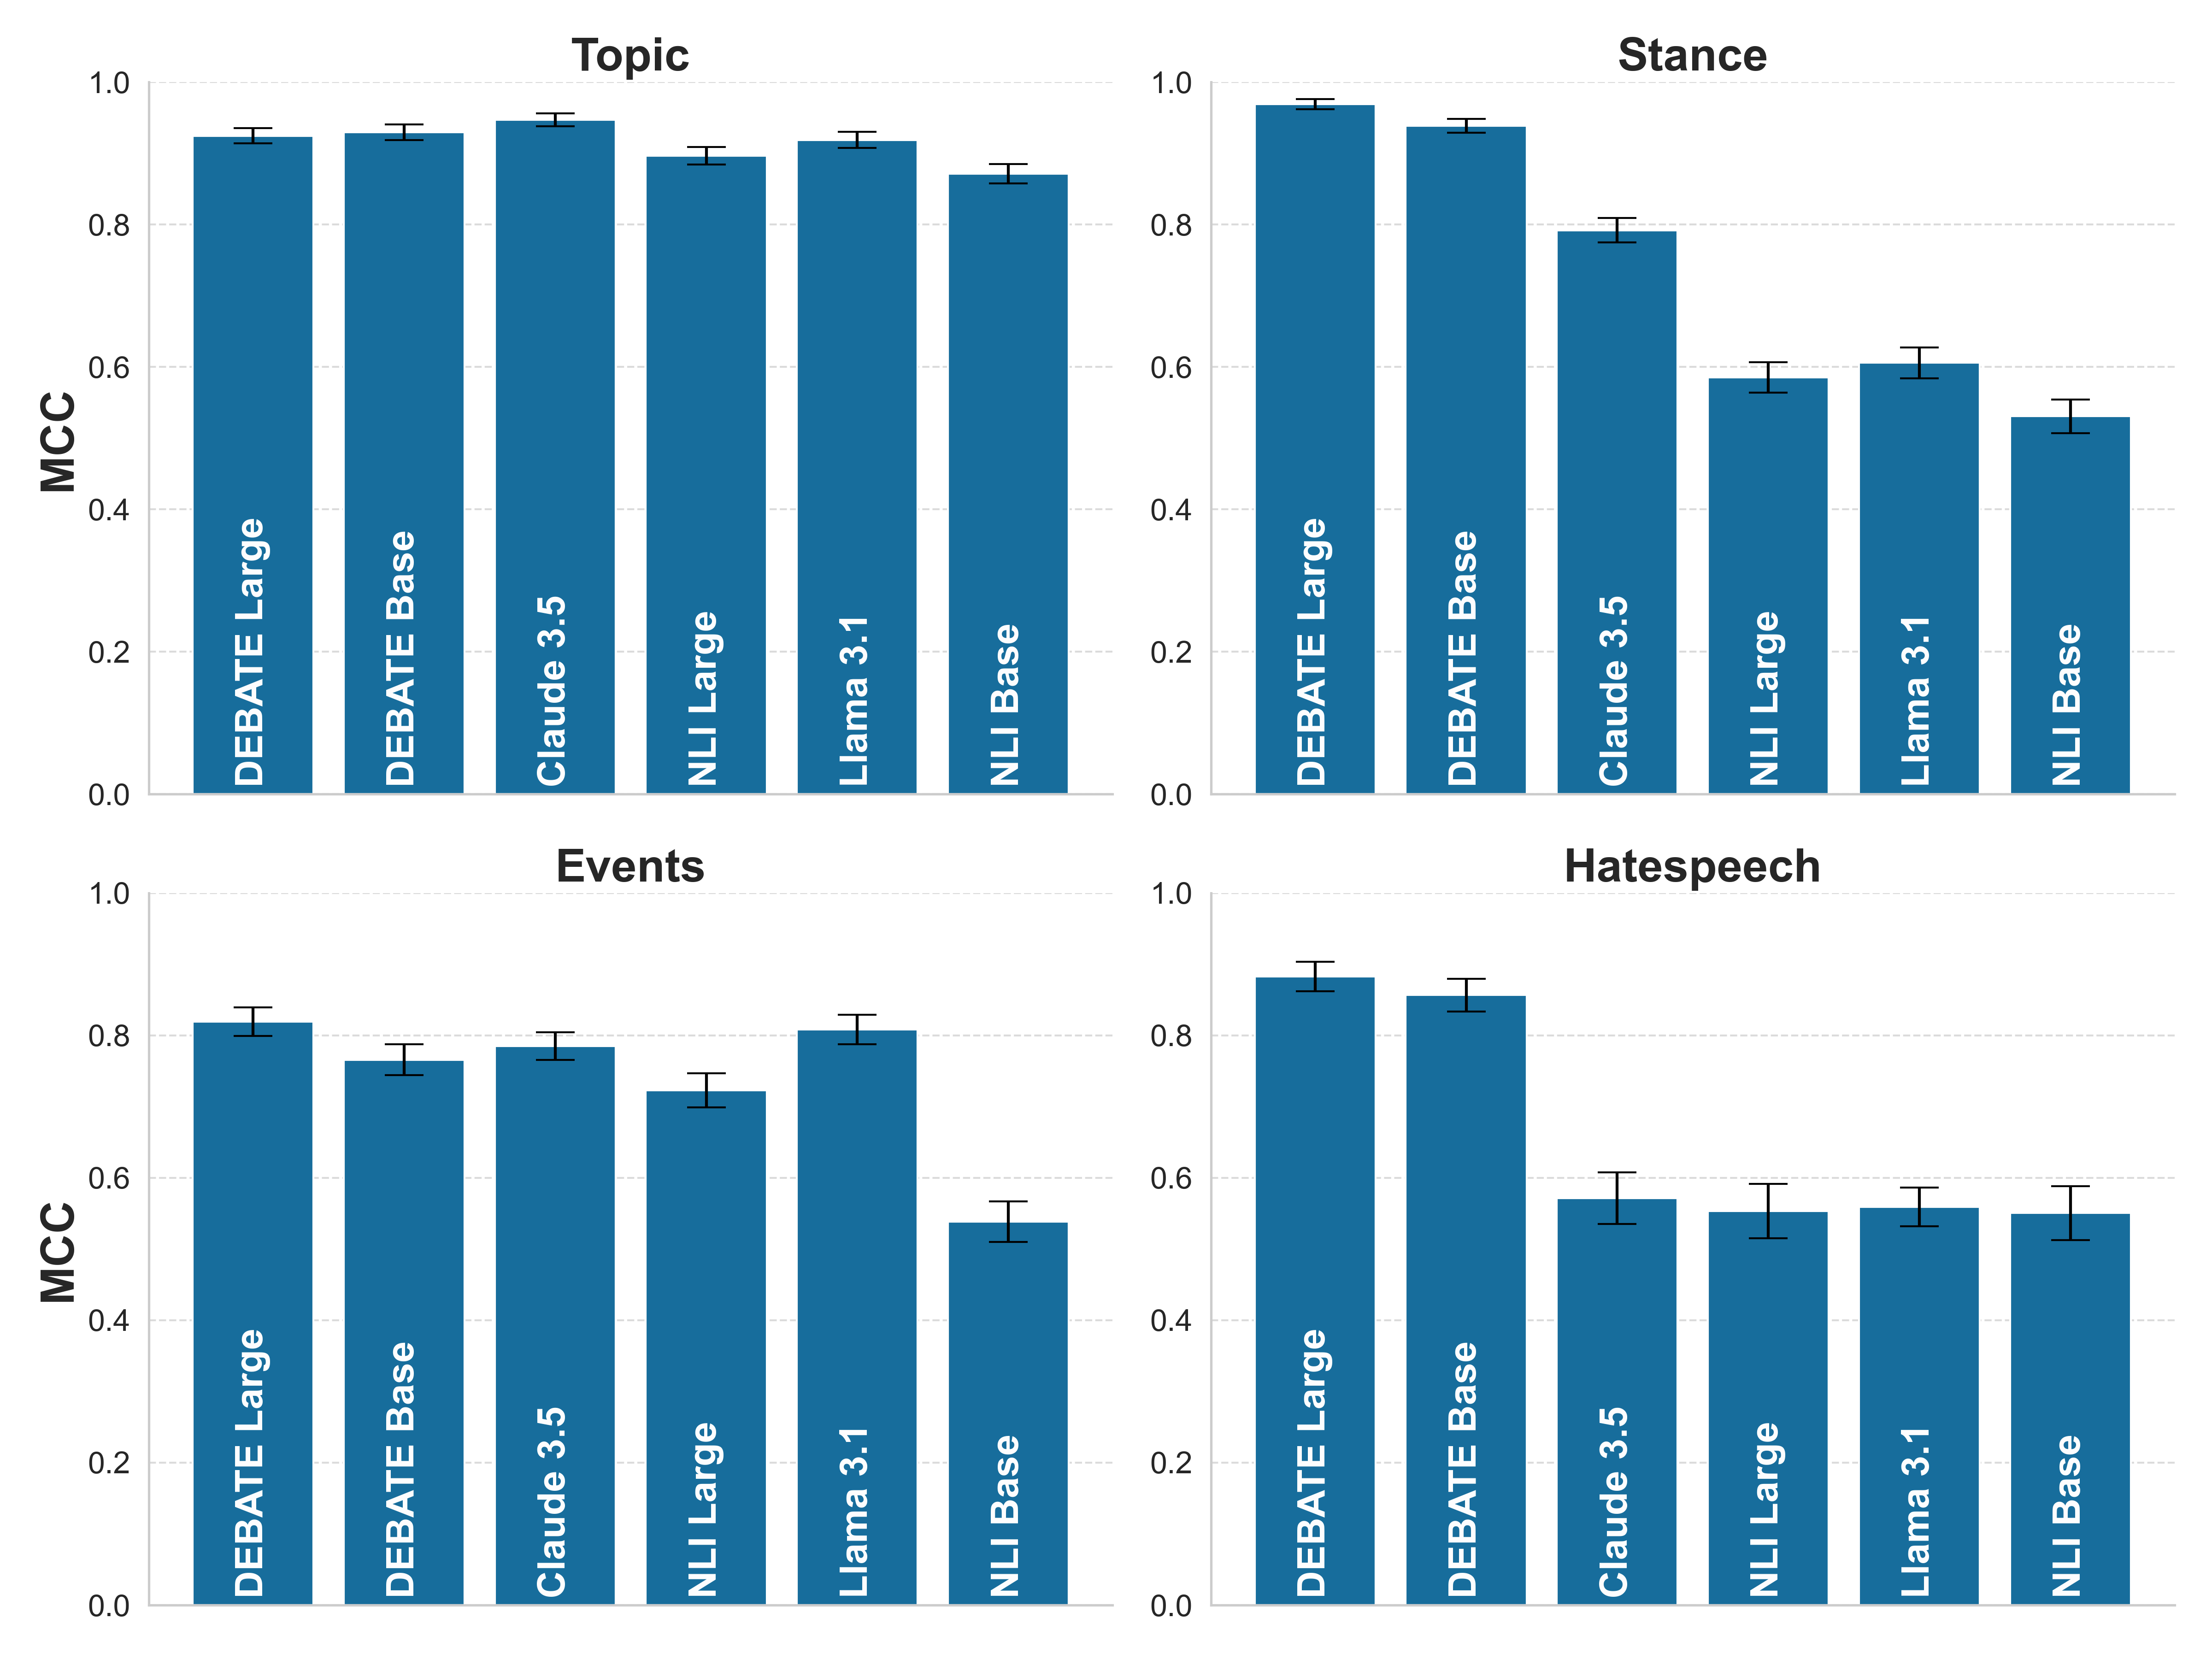 Topic
MCC
1.0
0.8
0.6
0.4
0.2
0.0
DEBATE Large
DEBATE Base
Claude 3.5
NLI Large
Llama 3.1
NLI Base
Stance
1.0
0.8
0.6
0.4
0.2
0.0
DEBATE Large
DEBATE Base
Claude 3.5
NLI Large
Llama 3.1
NLI Base
Events
MCC
1.0
0.8
0.6
0.4
0.2
0.0
DEBATE Large
DEBATE Base
Claude 3.5
NLI Large
Llama 3.1
NLI Base
Hatespeech
1.0
0.8
0.6
0.4
0.2
0.0
DEBATE Large
DEBATE Base
Claude 3.5
NLI Large
Llama 3.1
NLI Base